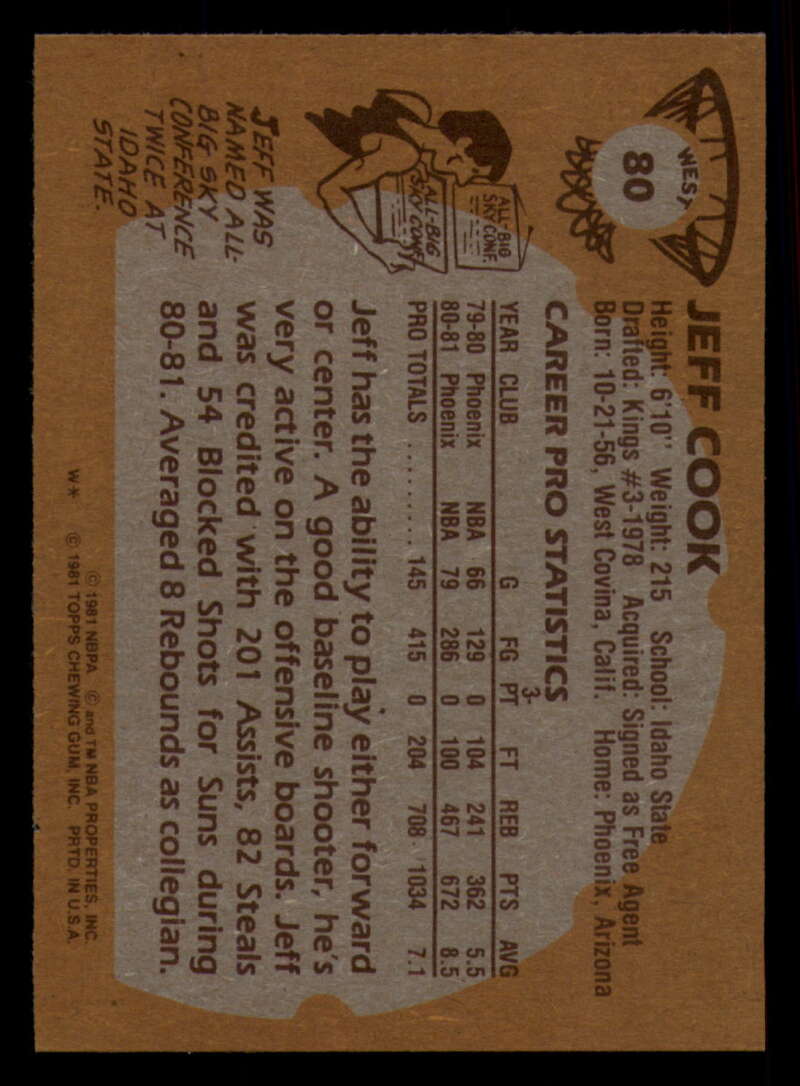 WEST
80
JEFF COOK
Height: 6'10" Weight: 215 School: Idaho State
Drafted: Kings #3-1978 Acquired: Signed as Free Agent
Born: 10-21-56, West Covina, Calif. Home: Phoenix, Arizona
CAREER PRO STATISTICS
YEAR CLUB G FG 3-PT FT REB PTS AVG
79-80 Phoenix NBA 66 129 0 104 241 362 5.5
80-81 Phoenix NBA 79 286 0 100 467 672 8.5
PRO TOTALS .......... 145 415 0 204 708 1034 7.1
ALL-BIG
SKY CONF.
ALL-BIG
SKY CONF.
JEFF WAS
NAMED ALL-
BIG SKY
CONFERENCE
TWICE AT
IDAHO
STATE.
Jeff has the ability to play either forward
or center. A good baseline shooter, he's
very active on the offensive boards. Jeff
was credited with 201 Assists, 82 Steals
and 54 Blocked Shots for Suns during
80-81. Averaged 8 Rebounds as collegian.
© 1981 NBPA © and TM NBA PROPERTIES, INC.
W* © 1981 TOPPS CHEWING GUM, INC. PRTD. IN U.S.A.